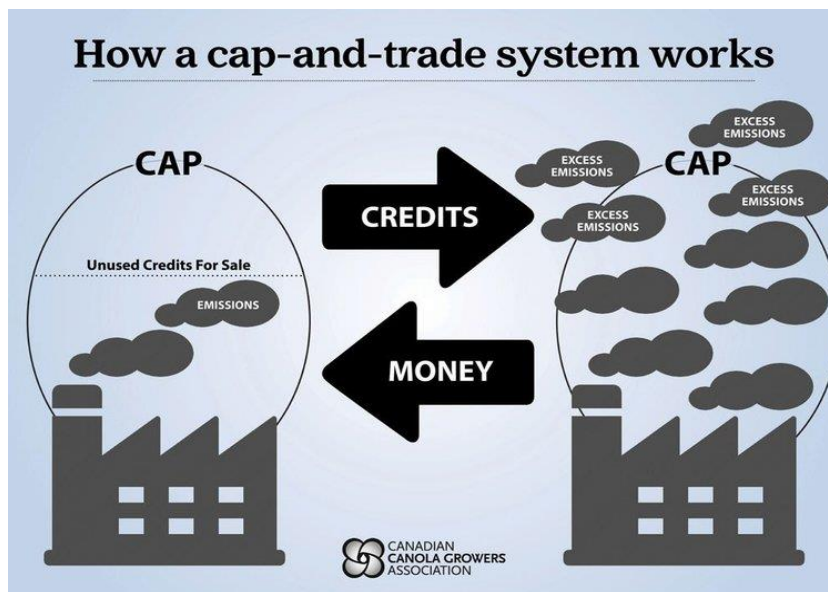 How a cap-and-trade system works
CAP
Unused Credits For Sale
EMISSIONS
CREDITS
MONEY
EXCESS
EMISSIONS
EXCESS
EMISSIONS
CAP
EXCESS
EMISSIONS
EXCESS
EMISSIONS
CANADIAN
CANOLA GROWERS
ASSOCIATION